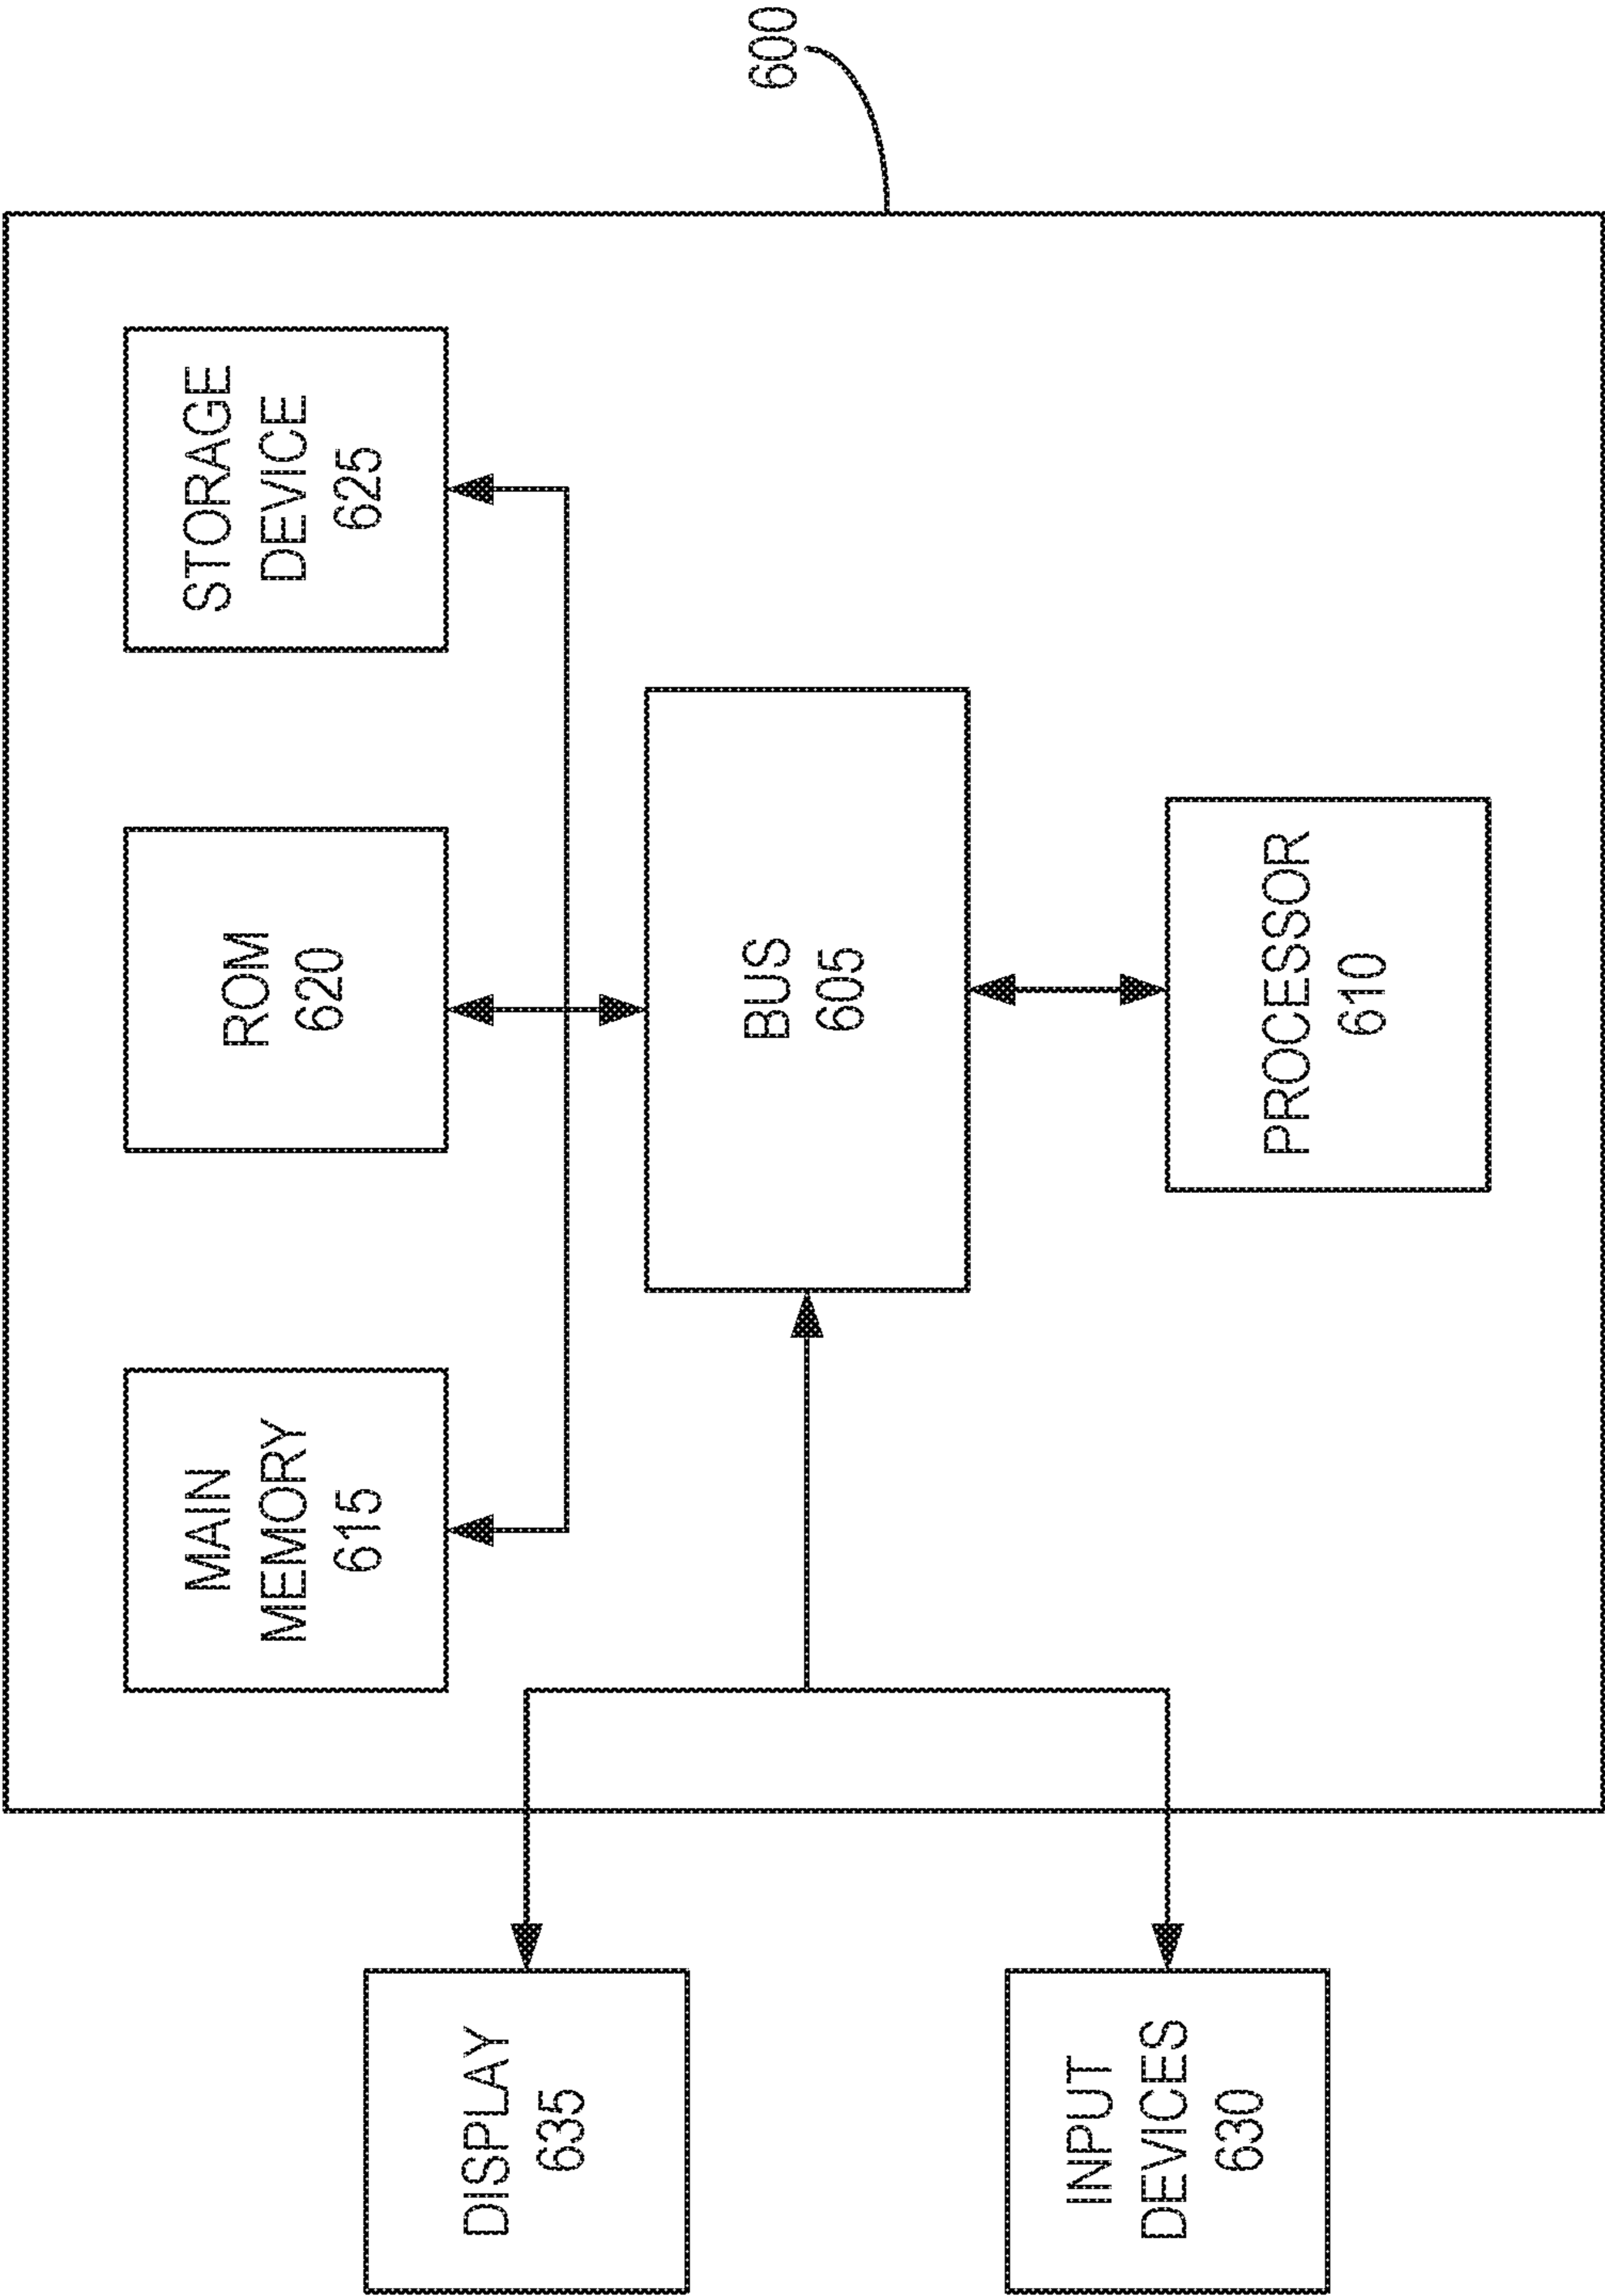 MAIN
MEMORY
615
ROM
620
STORAGE
DEVICE
625
DISPLAY
635
BUS
605
600
INPUT
DEVICES
630
PROCESSOR
610